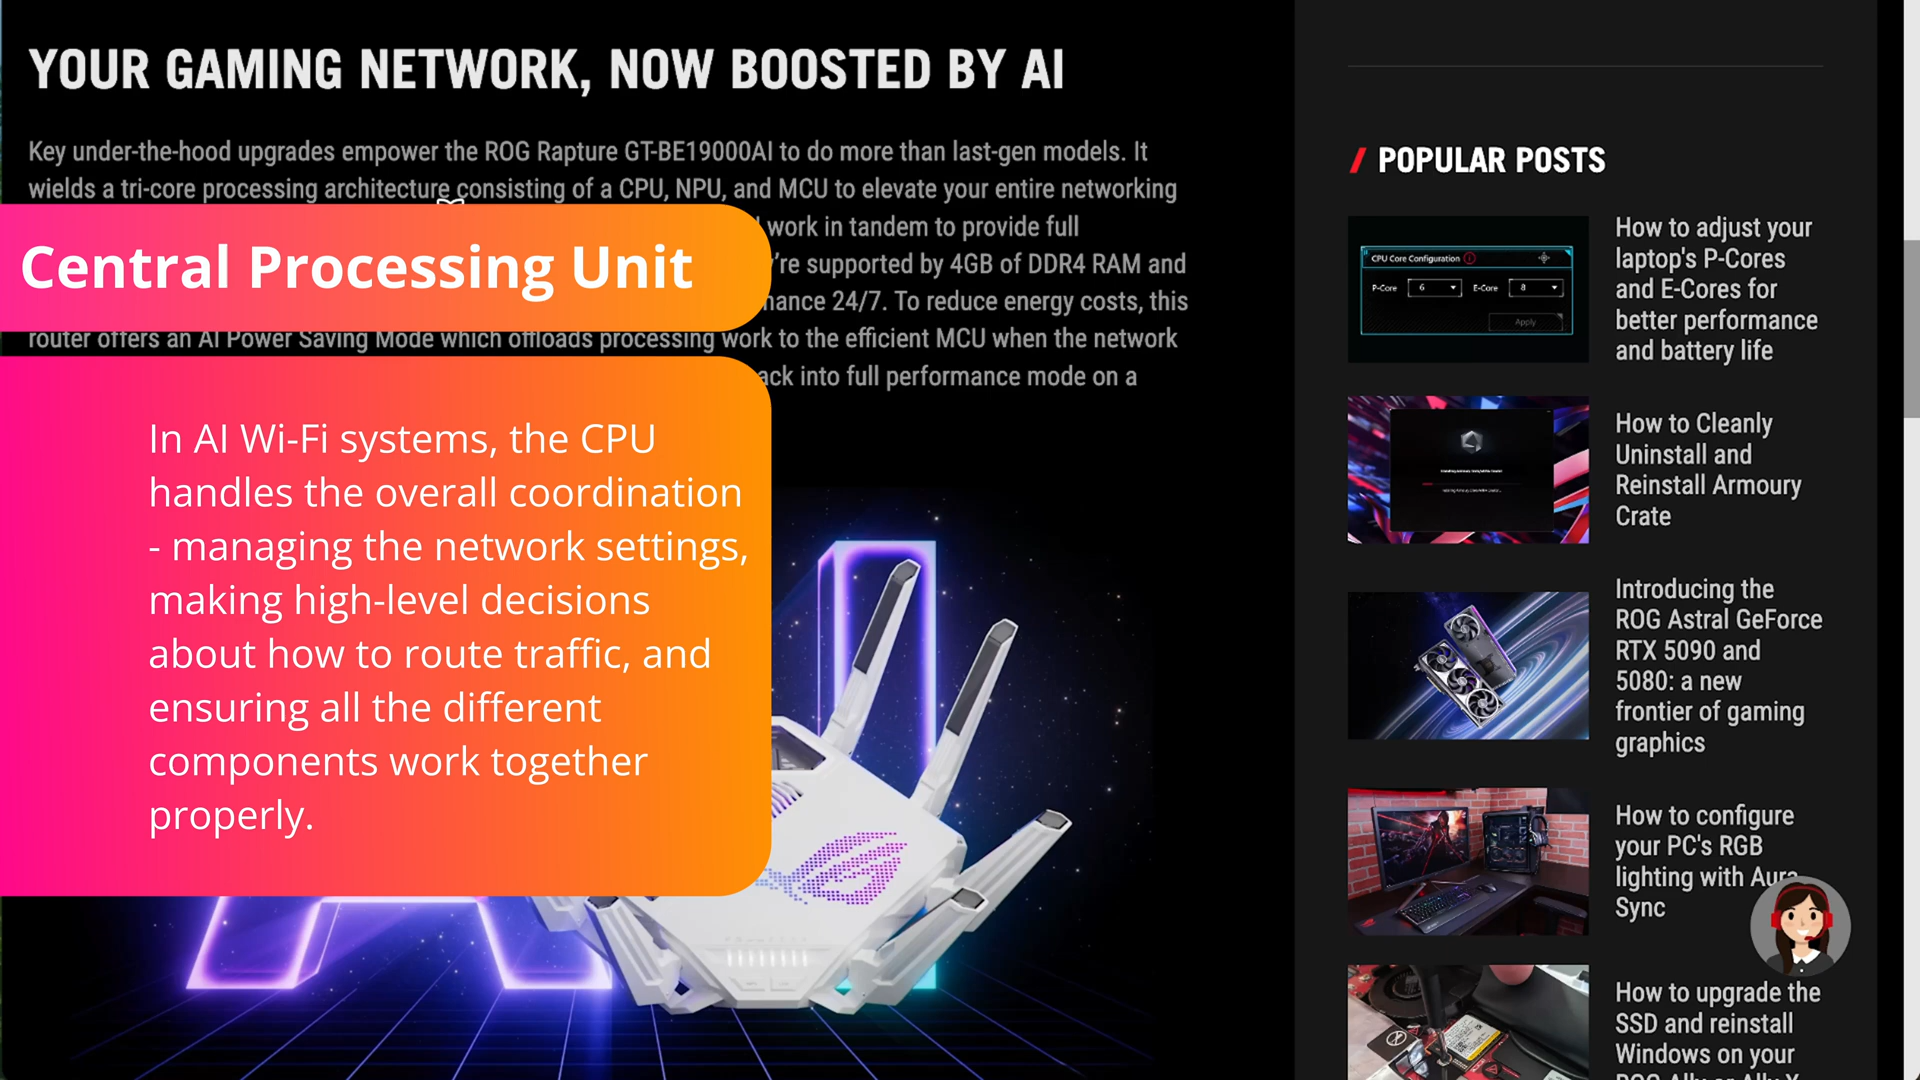 YOUR GAMING NETWORK, NOW BOOSTED BY AI
Key under-the-hood upgrades empower the ROG Rapture GT-BE19000AI to do more than last-gen models. It
wields a tri-core processing architecture consisting of a CPU, NPU, and MCU to elevate your entire networking
work in tandem to provide full
're supported by 4GB of DDR4 RAM and
24/7. To reduce energy costs, this
router offers an AI Power Saving Mode which offloads processing work to the efficient MCU when the network
into full performance mode on a
Central Processing Unit
In AI Wi-Fi systems, the CPU
handles the overall coordination
- managing the network settings,
making high-level decisions
about how to route traffic, and
ensuring all the different
components work together
properly.
POPULAR POSTS
CPU Core Configuration
P-Core 6 E-Core 8
Apply
How to adjust your
laptop's P-Cores
and E-Cores for
better performance
and battery life
How to Cleanly
Uninstall and
Reinstall Armoury
Crate
Introducing the
ROG Astral GeForce
RTX 5090 and
5080: a new
frontier of gaming
graphics
How to configure
your PC's RGB
lighting with Aura
Sync
How to upgrade the
SSD and reinstall
Windows on your